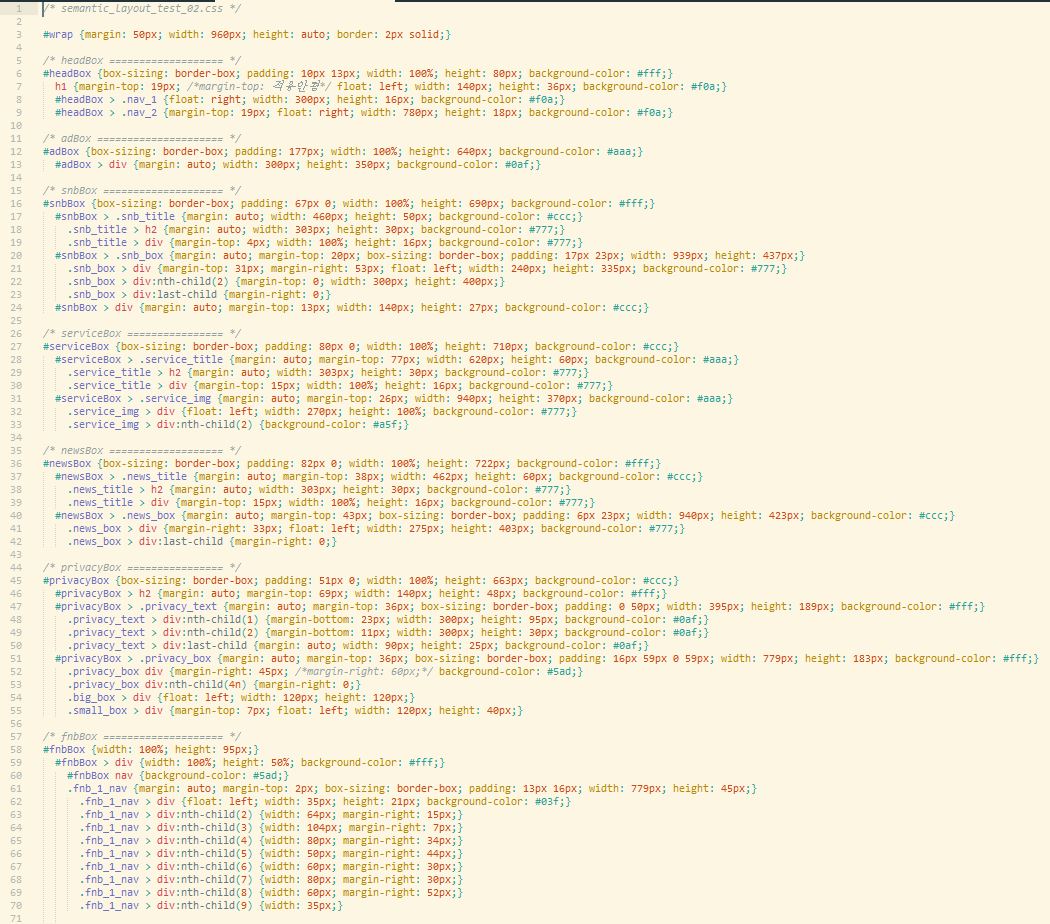 1 /* semantic_Layout_test_02.css */
2
3 #wrap {margin: 50px; width: 960px; height: auto; border: 2px solid;}
4
5 /* headBox =================== */
6 #headBox {box-sizing: border-box; padding: 10px 13px; width: 100%; height: 80px; background-color: #fff;}
7 h1 {margin-top: 19px; /*margin-top: 적용안됨*/ float: left; width: 140px; height: 36px; background-color: #f0a;}
8 #headBox > .nav_1 {float: right; width: 300px; height: 16px; background-color: #f0a;}
9 #headBox > .nav_2 {margin-top: 19px; float: right; width: 780px; height: 18px; background-color: #f0a;}
10
11 /* adBox ===================== */
12 #adBox {box-sizing: border-box; padding: 177px; width: 100%; height: 640px; background-color: #aaa;}
13 #adBox > div {margin: auto; width: 300px; height: 350px; background-color: #0af;}
14
15 /* snbBox ==================== */
16 #snbBox {box-sizing: border-box; padding: 67px 0; width: 100%; height: 690px; background-color: #fff;}
17 #snbBox > .snb_title {margin: auto; width: 460px; height: 50px; background-color: #ccc;}
18 .snb_title > h2 {margin: auto; width: 303px; height: 30px; background-color: #777;}
19 .snb_title > div {margin-top: 4px; width: 100%; height: 16px; background-color: #777;}
20 #snbBox > .snb_box {margin: auto; margin-top: 20px; box-sizing: border-box; padding: 17px 23px; width: 939px; height: 437px;}
21 .snb_box > div {margin-top: 31px; margin-right: 53px; float: left; width: 240px; height: 335px; background-color: #777;}
22 .snb_box > div:nth-child(2) {margin-top: 0; width: 300px; height: 400px;}
23 .snb_box > div:last-child {margin-right: 0;}
24 #snbBox > div {margin: auto; margin-top: 13px; width: 140px; height: 27px; background-color: #ccc;}
25
26 /* serviceBox ================ */
27 #serviceBox {box-sizing: border-box; padding: 80px 0; width: 100%; height: 710px; background-color: #ccc;}
28 #serviceBox > .service_title {margin: auto; margin-top: 77px; width: 620px; height: 60px; background-color: #aaa;}
29 .service_title > h2 {margin: auto; width: 303px; height: 30px; background-color: #777;}
30 .service_title > div {margin-top: 15px; width: 100%; height: 16px; background-color: #777;}
31 #serviceBox > .service_img {margin: auto; margin-top: 26px; width: 940px; height: 370px; background-color: #aaa;}
32 .service_img > div {float: left; width: 270px; height: 100%; background-color: #777;}
33 .service_img > div:nth-child(2) {background-color: #a5f;}
34
35 /* newsBox =================== */
36 #newsBox {box-sizing: border-box; padding: 82px 0; width: 100%; height: 722px; background-color: #fff;}
37 #newsBox > .news_title {margin: auto; margin-top: 38px; width: 462px; height: 60px; background-color: #ccc;}
38 .news_title > h2 {margin: auto; width: 303px; height: 30px; background-color: #777;}
39 .news_title > div {margin-top: 15px; width: 100%; height: 16px; background-color: #777;}
40 #newsBox > .news_box {margin: auto; margin-top: 43px; box-sizing: border-box; padding: 6px 23px; width: 940px; height: 423px; background-color: #ccc;}
41 .news_box > div {margin-right: 33px; float: left; width: 275px; height: 403px; background-color: #777;}
42 .news_box > div:last-child {margin-right: 0;}
43
44 /* privacyBox ================ */
45 #privacyBox {box-sizing: border-box; padding: 51px 0; width: 100%; height: 663px; background-color: #ccc;}
46 #privacyBox > h2 {margin: auto; margin-top: 69px; width: 140px; height: 48px; background-color: #fff;}
47 #privacyBox > .privacy_text {margin: auto; margin-top: 36px; box-sizing: border-box; padding: 0 50px; width: 395px; height: 189px; background-color: #fff;}
48 .privacy_text > div:nth-child(1) {margin-bottom: 23px; width: 300px; height: 95px; background-color: #0af;}
49 .privacy_text > div:nth-child(2) {margin-bottom: 11px; width: 300px; height: 30px; background-color: #0af;}
50 .privacy_text > div:last-child {margin: auto; width: 90px; height: 25px; background-color: #0af;}
51 #privacyBox > .privacy_box {margin: auto; margin-top: 36px; box-sizing: border-box; padding: 16px 59px 0 59px; width: 779px; height: 183px; background-color: #fff;}
52 .privacy_box div {margin-right: 45px; /*margin-right: 60px;*/ background-color: #5ad;}
53 .privacy_box div:nth-child(4n) {margin-right: 0;}
54 .big_box > div {float: left; width: 120px; height: 120px;}
55 .small_box > div {margin-top: 7px; float: left; width: 120px; height: 40px;}
56
57 /* fnbBox ==================== */
58 #fnbBox {width: 100%; height: 95px;}
59 #fnbBox > div {width: 100%; height: 50%; background-color: #fff;}
60 #fnbBox nav {background-color: #5ad;}
61 .fnb_1_nav {margin: auto; margin-top: 2px; box-sizing: border-box; padding: 13px 16px; width: 779px; height: 45px;}
62 .fnb_1_nav > div {float: left; width: 35px; height: 21px; background-color: #03f;}
63 .fnb_1_nav > div:nth-child(2) {width: 64px; margin-right: 15px;}
64 .fnb_1_nav > div:nth-child(3) {width: 104px; margin-right: 7px;}
65 .fnb_1_nav > div:nth-child(4) {width: 80px; margin-right: 34px;}
66 .fnb_1_nav > div:nth-child(5) {width: 50px; margin-right: 44px;}
67 .fnb_1_nav > div:nth-child(6) {width: 60px; margin-right: 30px;}
68 .fnb_1_nav > div:nth-child(7) {width: 80px; margin-right: 30px;}
69 .fnb_1_nav > div:nth-child(8) {width: 60px; margin-right: 52px;}
70 .fnb_1_nav > div:nth-child(9) {width: 35px;}
71